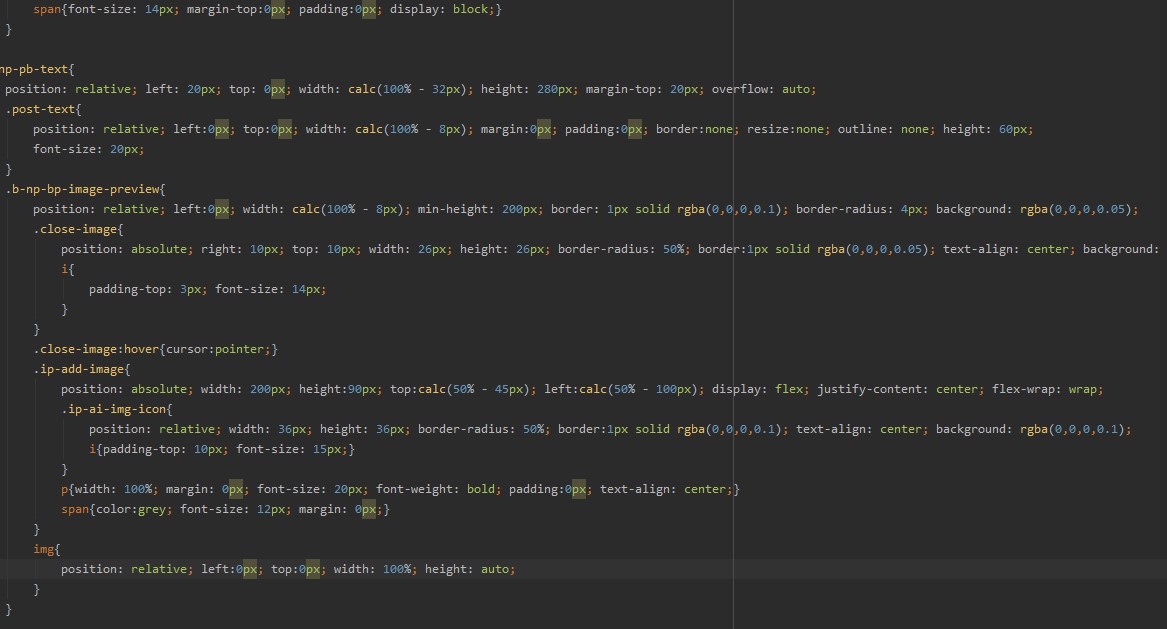 span{font-size: 14px; margin-top:0px; padding:0px; display: block;}
}
np-pb-text{
position: relative; left: 20px; top: 0px; width: calc(100% - 32px); height: 280px; margin-top: 20px; overflow: auto;
.post-text{
position: relative; left:0px; top:0px; width: calc(100% - 8px); margin:0px; padding:0px; border:none; resize:none; outline: none; height: 60px;
font-size: 20px;
}
.b-np-bp-image-preview{
position: relative; left:0px; width: calc(100% - 8px); min-height: 200px; border: 1px solid rgba(0,0,0,0.1); border-radius: 4px; background: rgba(0,0,0,0.05);
.close-image{
position: absolute; right: 10px; top: 10px; width: 26px; height: 26px; border-radius: 50%; border:1px solid rgba(0,0,0,0.05); text-align: center; background:
i{
padding-top: 3px; font-size: 14px;
}
}
.close-image:hover{cursor:pointer;}
.ip-add-image{
position: absolute; width: 200px; height:90px; top:calc(50% - 45px); left:calc(50% - 100px); display: flex; justify-content: center; flex-wrap: wrap;
.ip-ai-img-icon{
position: relative; width: 36px; height: 36px; border-radius: 50%; border:1px solid rgba(0,0,0,0.1); text-align: center; background: rgba(0,0,0,0.1);
i{padding-top: 10px; font-size: 15px;}
}
p{width: 100%; margin: 0px; font-size: 20px; font-weight: bold; padding:0px; text-align: center;}
span{color:grey; font-size: 12px; margin: 0px;}
}
img{
position: relative; left:0px; top:0px; width: 100%; height: auto;
}
}